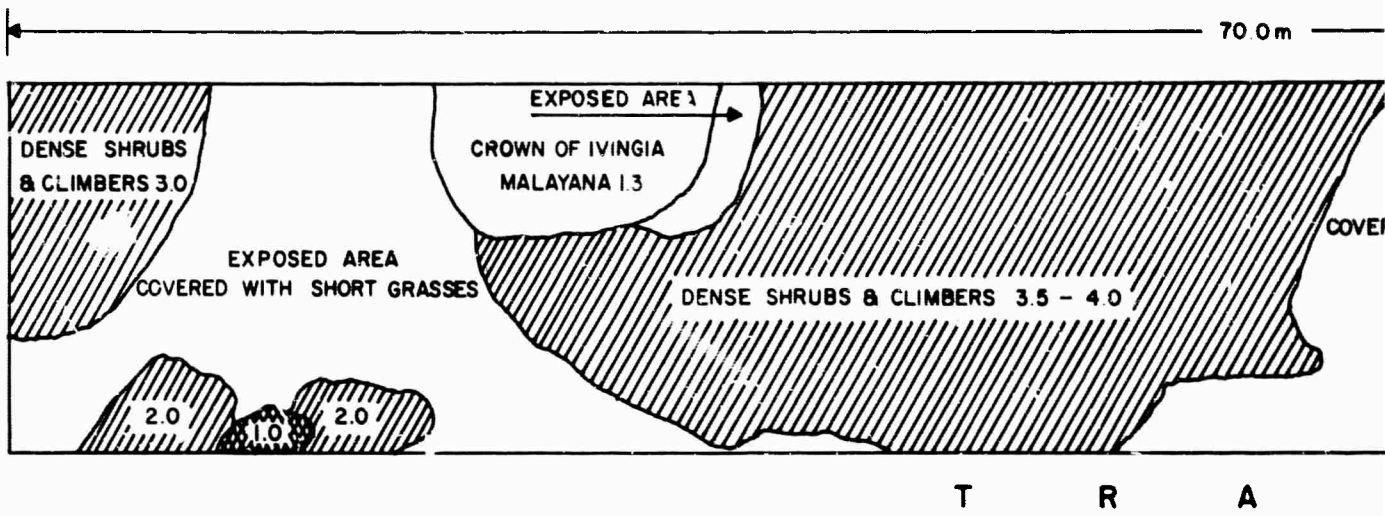 70.0m
EXPOSED AREA
DENSE SHRUBS
& CLIMBERS 3.0
CROWN OF IVINGIA
MALAYANA 1.3
COVER
EXPOSED AREA
COVERED WITH SHORT GRASSES
DENSE SHRUBS & CLIMBERS 3.5 - 4.0
2.0
1.0
2.0
T R A